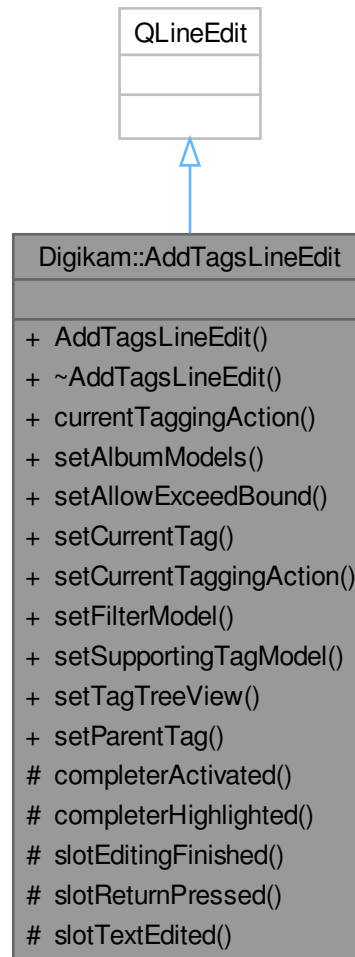 QLineEdit
Digikam::AddTagsLineEdit
+ AddTagsLineEdit()
+ ~AddTagsLineEdit()
+ currentTaggingAction()
+ setAlbumModels()
+ setAllowExceedBound()
+ setCurrentTag()
+ setCurrentTaggingAction()
+ setFilterModel()
+ setSupportingTagModel()
+ setTagTreeView()
+ setParentTag()
# completerActivated()
# completerHighlighted()
# slotEditingFinished()
# slotReturnPressed()
# slotTextEdited()